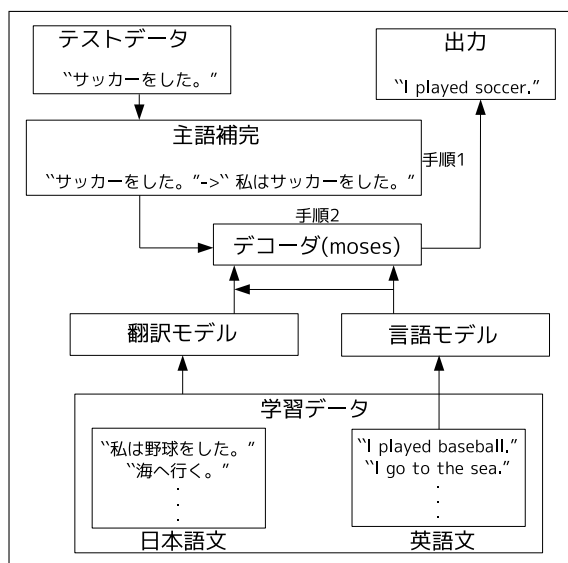 テストデータ
‟サッカーをした。”
出力
‟I played soccer.”
主語補完
‟サッカーをした。”->‟ 私はサッカーをした。”
手順1
手順2
デコーダ(moses)
翻訳モデル
言語モデル
学習データ
‟私は野球をした。”
‟海へ行く。”
.
.
.
日本語文
‟I played baseball.”
‟I go to the sea.”
.
.
.
英語文